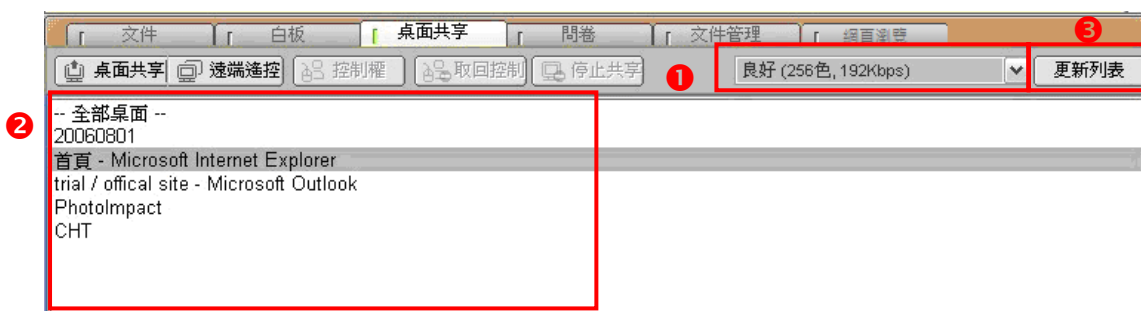 文件 白板 桌面共享 問卷 文件管理 網頁瀏覽 ❸
桌面共享 遠端遙控 控制權 取回控制 停止共享 ❶ 良好 (256色, 192Kbps) 更新列表
❷
-- 全部桌面 --
20060801
首頁 - Microsoft Internet Explorer
trial / offical site - Microsoft Outlook
PhotoImpact
CHT